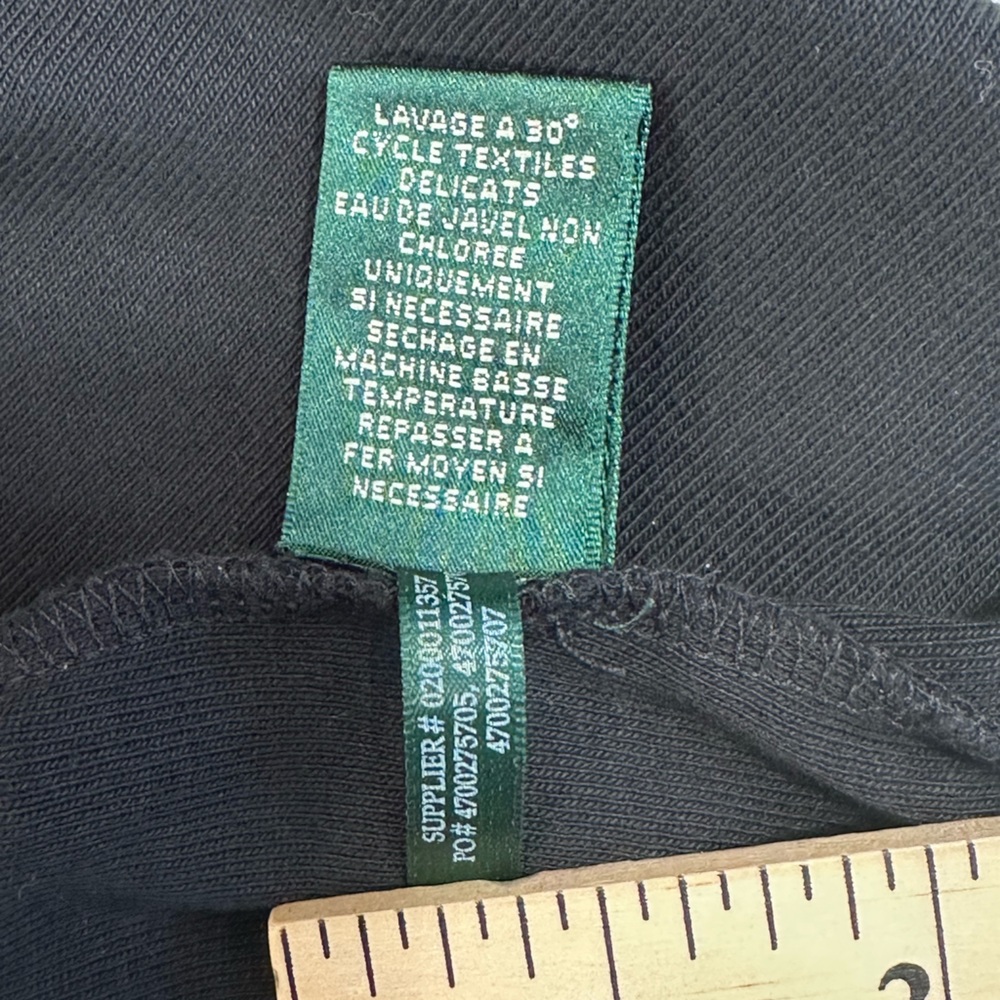 LAVAGE A 30°
CYCLE TEXTILES
DELICATS
EAU DE JAVEL NON
CHLOREE
UNIQUEMENT
SI NECESSAIRE
SECHAGE EN
MACHINE BASSE
TEMPERATURE
REPASSER A
FER MOYEN SI
NECESSAIRE
SUPPLIER# 0200011357
PO# 4700275705, 47002757
4700275707